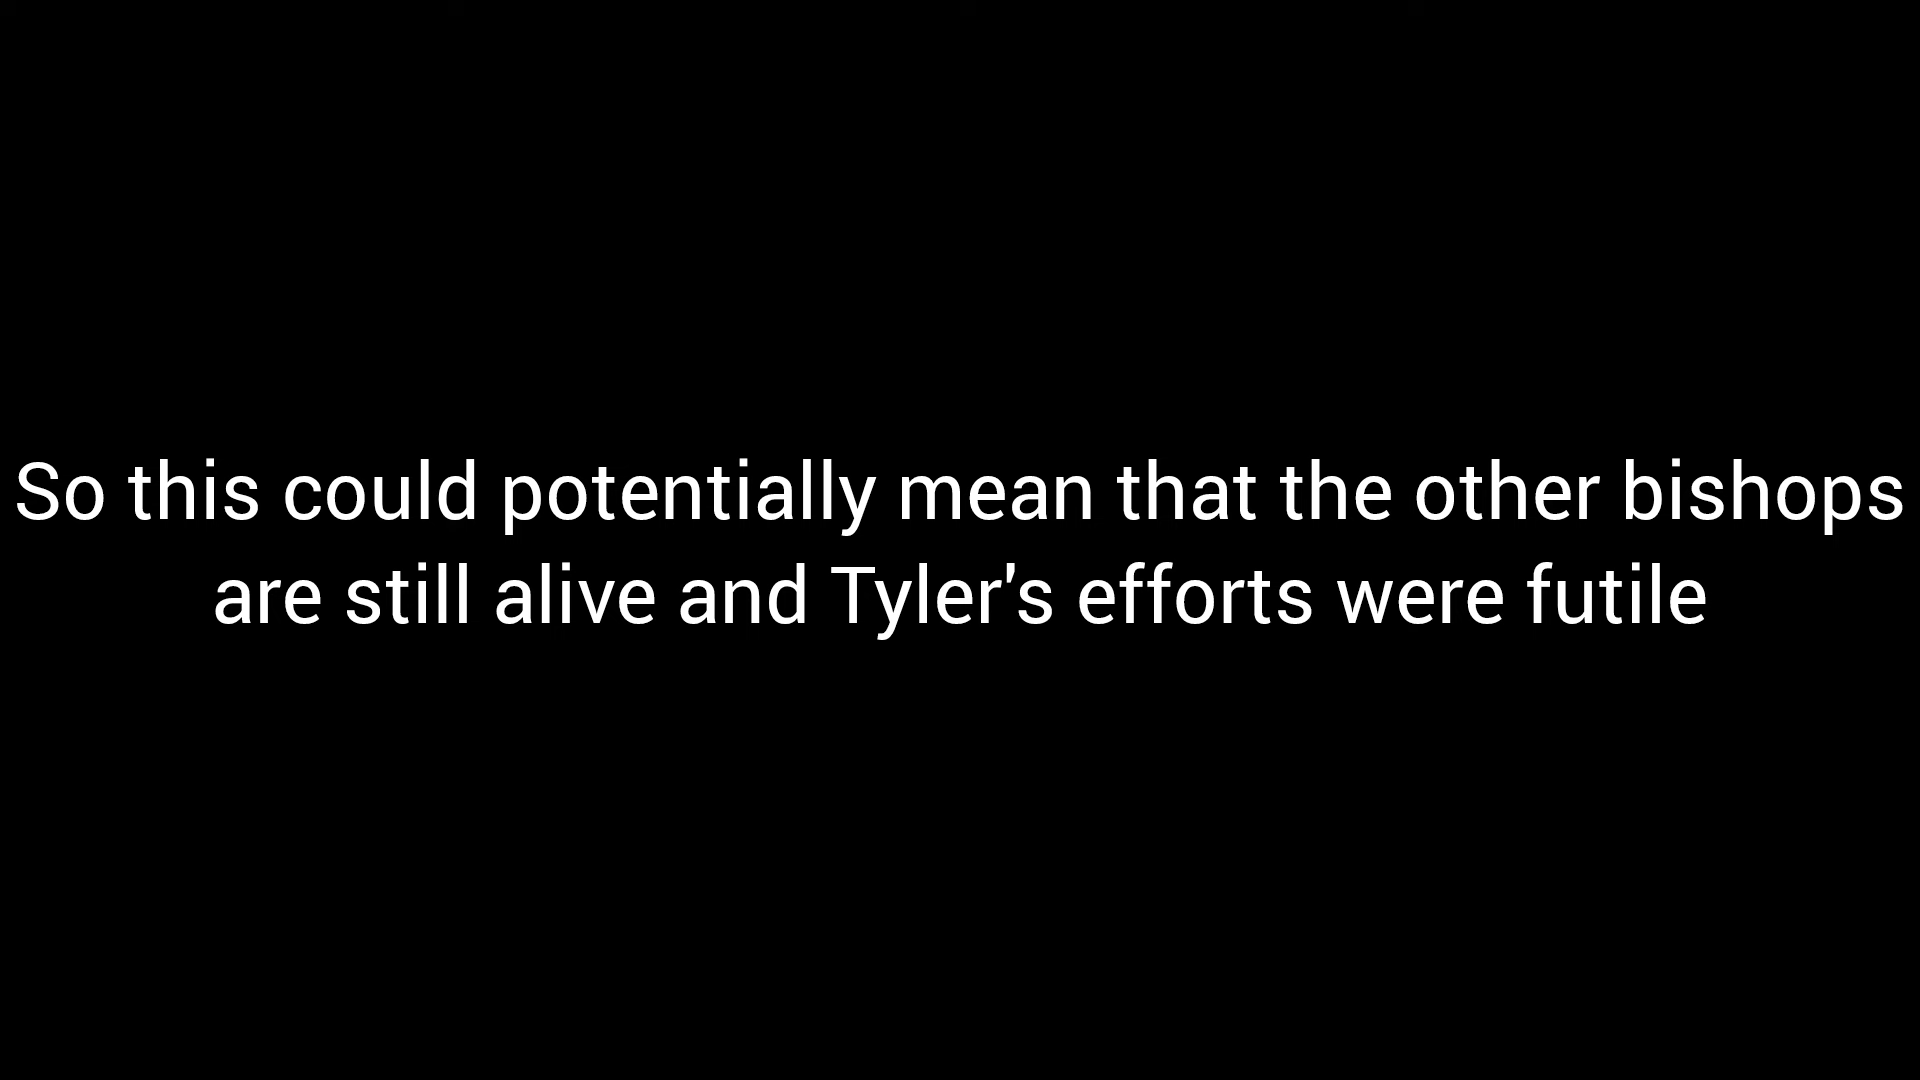 So this could potentially mean that the other bishops
are still alive and Tyler's efforts were futile